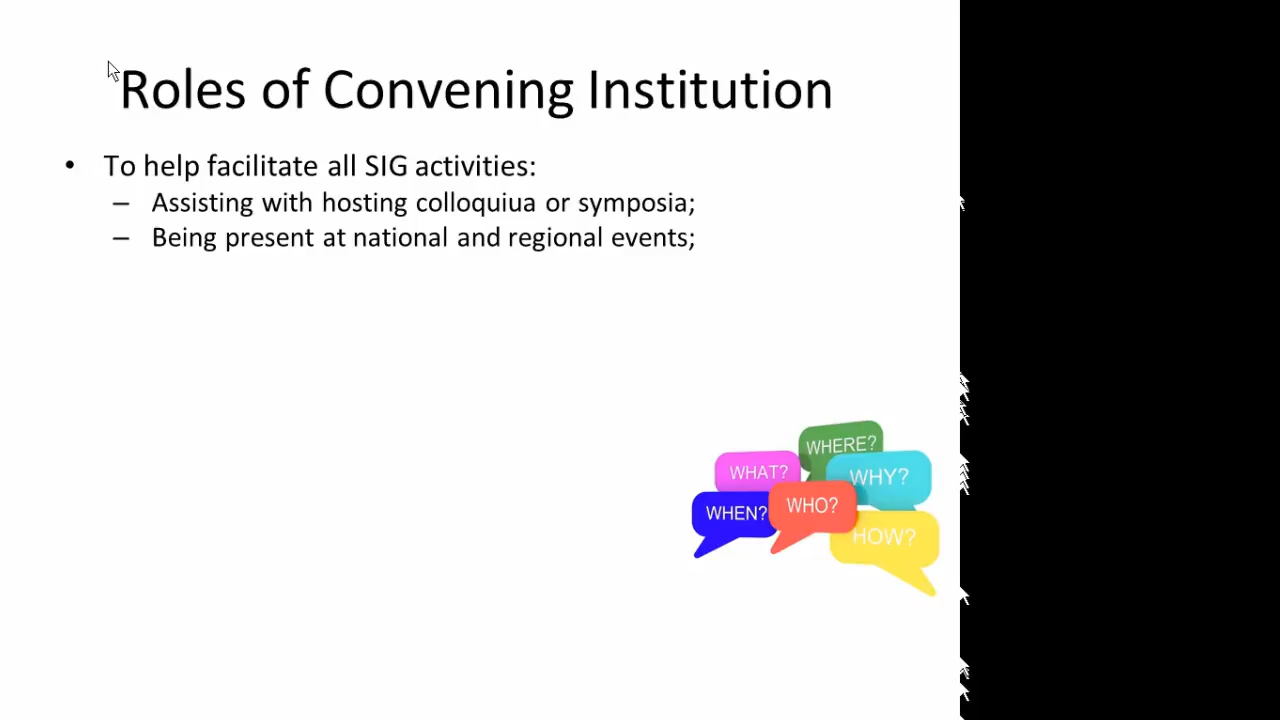 Roles of Convening Institution
• To help facilitate all SIG activities:
– Assisting with hosting colloquiua or symposia;
– Being present at national and regional events;
WHERE?
WHAT?
WHY?
WHEN?
WHO?
HOW?